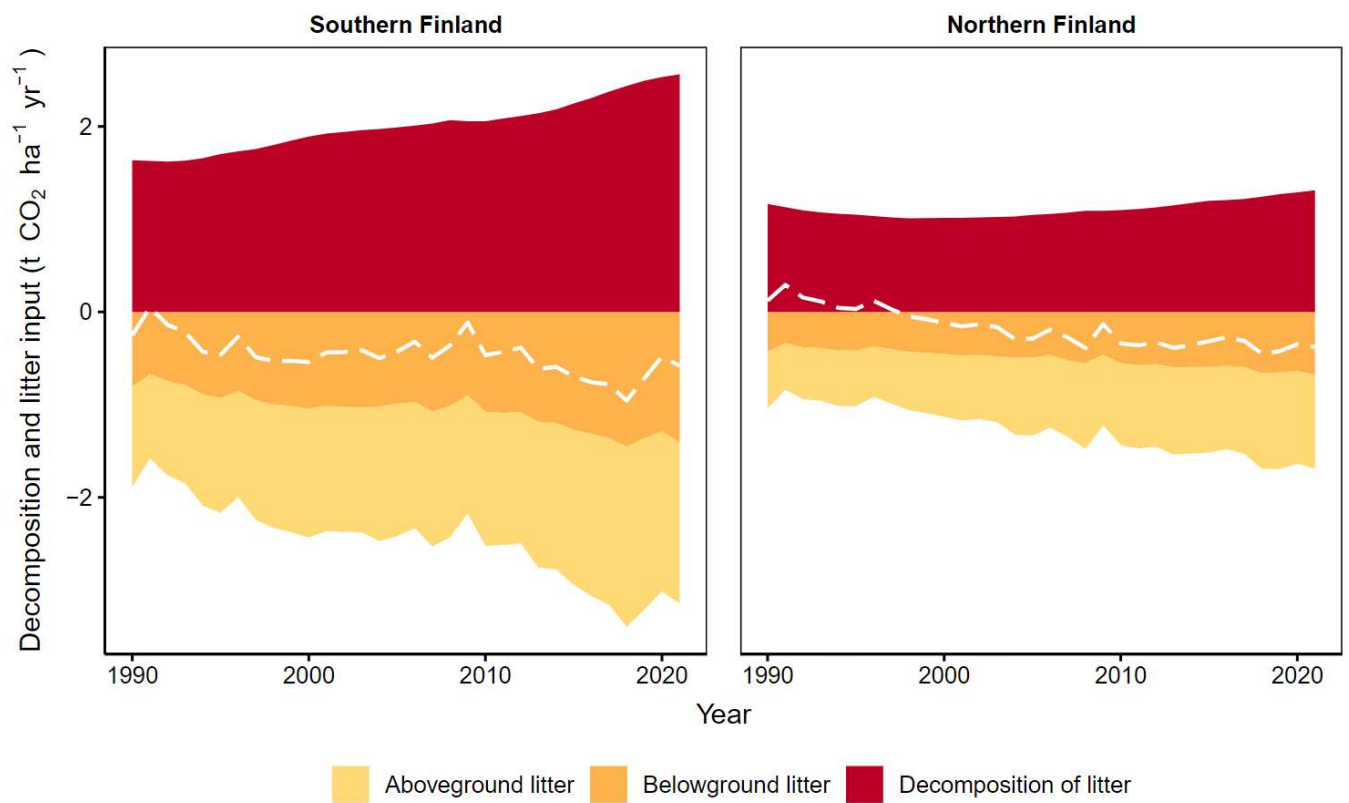 Southern Finland
Northern Finland
Decomposition and litter input (t CO₂ ha⁻¹ yr⁻¹ )
2
0
−2
1990
2000
2010
2020
1990
2000
2010
2020
Year
Aboveground litter
Belowground litter
Decomposition of litter